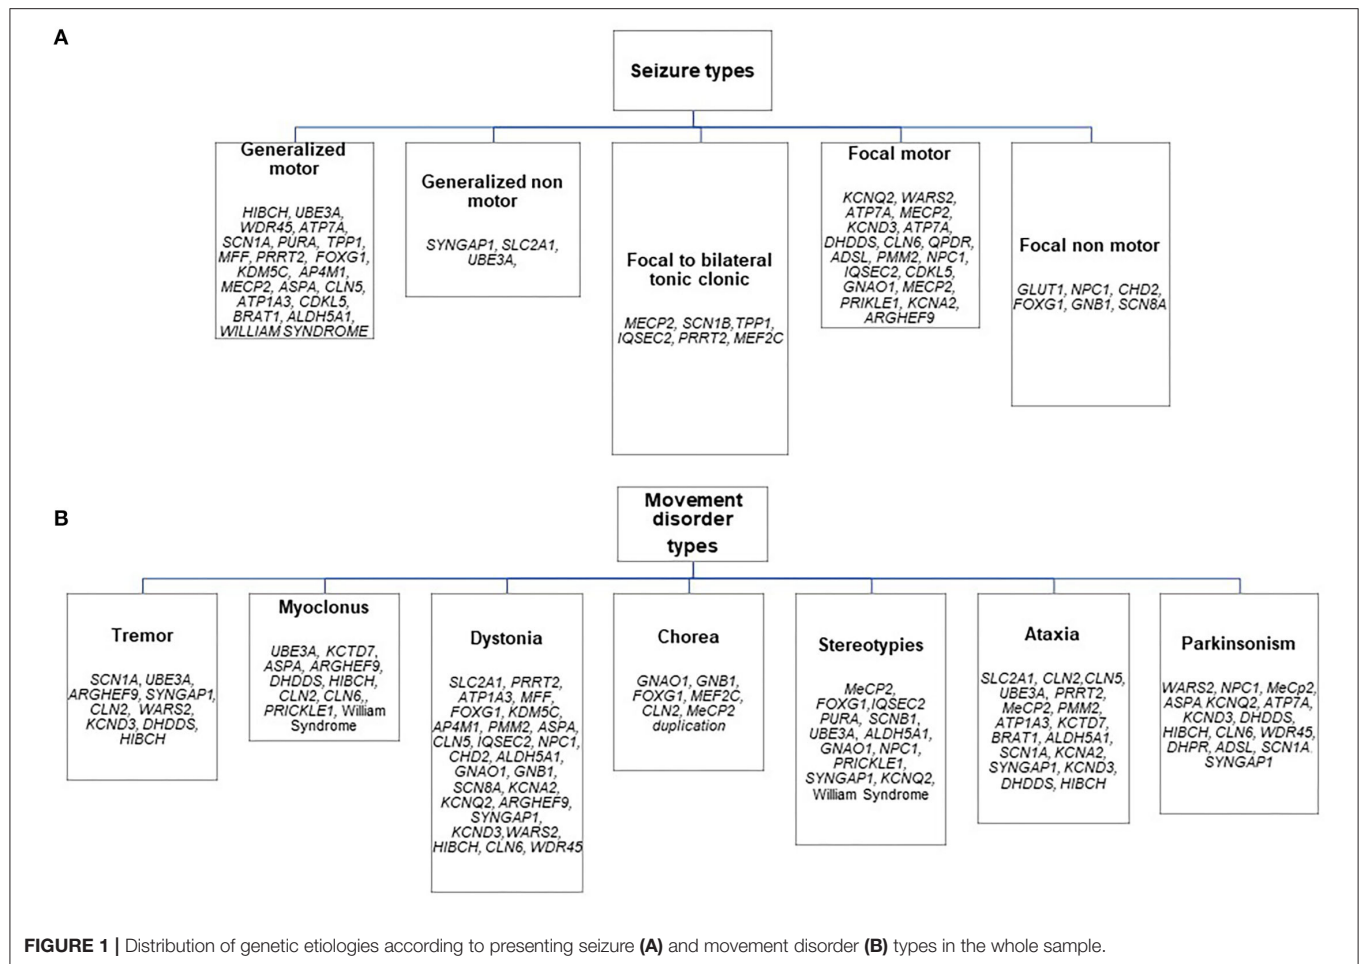 A
Seizure types
Generalized
motor
HIBCH, UBE3A,
WDR45, ATP7A,
SCN1A, PURA, TPP1,
MFF, PRRT2, FOXG1,
KDM5C, AP4M1,
MECP2, ASPA, CLN5,
ATP1A3, CDKL5,
BRAT1, ALDH5A1,
WILLIAM SYNDROME
Generalized non
motor
SYNGAP1, SLC2A1,
UBE3A,
Focal to bilateral
tonic clonic
MECP2, SCN1B, TPP1,
IQSEC2, PRRT2, MEF2C
Focal motor
KCNQ2, WARS2,
ATP7A, MECP2,
KCND3, ATP7A,
DHDDS, CLN6, QPDR,
ADSL, PMM2, NPC1,
IQSEC2, CDKL5,
GNAO1, MECP2,
PRIKLE1, KCNA2,
ARGHEF9
Focal non motor
GLUT1, NPC1, CHD2,
FOXG1, GNB1, SCN8A
B
Movement
disorder
types
Tremor
SCN1A, UBE3A,
ARGHEF9, SYNGAP1,
CLN2, WARS2,
KCND3, DHDDS,
HIBCH
Myoclonus
UBE3A, KCTD7,
ASPA, ARGHEF9,
DHDDS, HIBCH,
CLN2, CLN6,,
PRICKLE1, William
Syndrome
Dystonia
SLC2A1, PRRT2,
ATP1A3, MFF,
FOXG1, KDM5C,
AP4M1, PMM2, ASPA,
CLN5, IQSEC2, NPC1,
CHD2, ALDH5A1,
GNAO1, GNB1,
SCN8A, KCNA2,
KCNQ2, ARGHEF9,
SYNGAP1,
KCND3,WARS2,
HIBCH, CLN6, WDR45
Chorea
GNAO1, GNB1,
FOXG1, MEF2C,
CLN2, MeCP2
duplication
Stereotypies
MeCP2,
FOXG1,IQSEC2
PURA, SCNB1,
UBE3A, ALDH5A1,
GNAO1, NPC1,
PRICKLE1,
SYNGAP1, KCNQ2,
William Syndrome
Ataxia
SLC2A1, CLN2,CLN5,
UBE3A, PRRT2,
MeCP2, PMM2,
ATP1A3, KCTD7,
BRAT1, ALDH5A1,
SCN1A, KCNA2,
SYNGAP1, KCND3,
DHDDS, HIBCH
Parkinsonism
WARS2, NPC1, MeCp2,
ASPA KCNQ2, ATP7A,
KCND3, DHDDS,
HIBCH, CLN6, WDR45,
DHPR, ADSL, SCN1A.
SYNGAP1
FIGURE 1 | Distribution of genetic etiologies according to presenting seizure (A) and movement disorder (B) types in the whole sample.